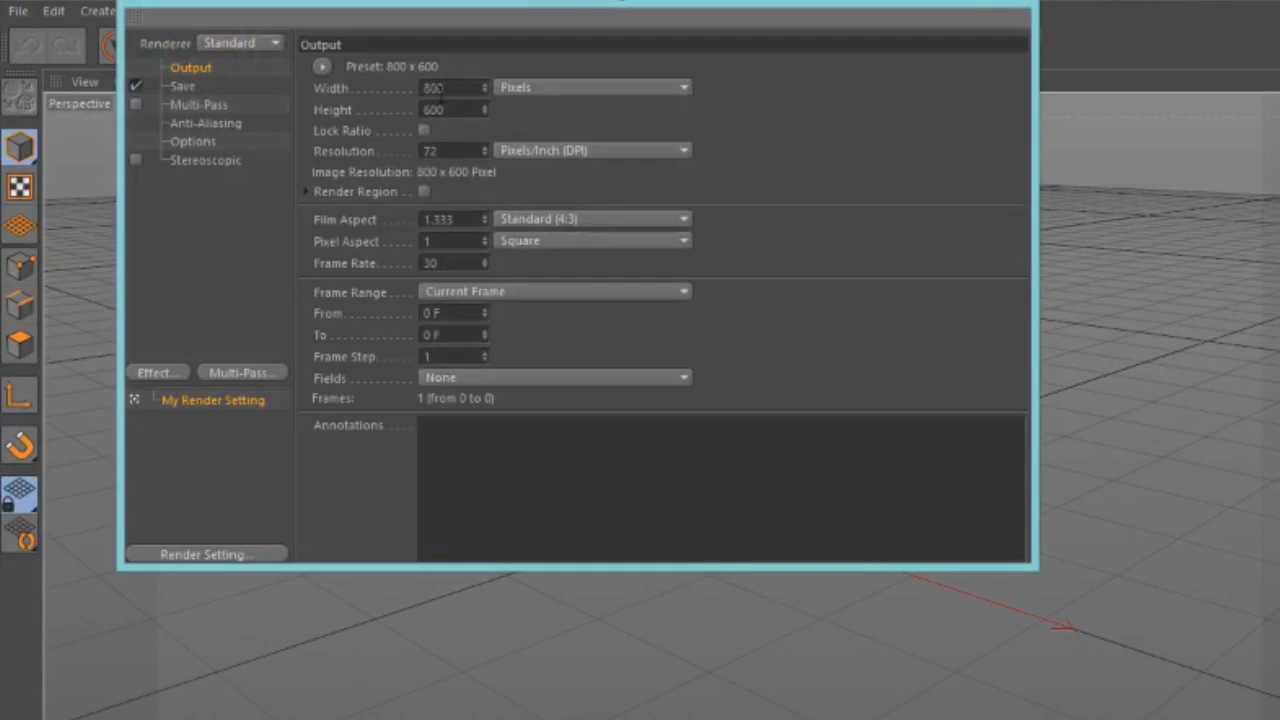 File Edit Create
Renderer Standard
Output
Output
Preset: 800 x 600
Save
Width 800 Pixels
Multi-Pass
Height 600
Anti-Aliasing
Lock Ratio
Options
Resolution 72 Pixels/Inch (DPI)
Stereoscopic
Image Resolution: 800 x 600 Pixel
Render Region
View
Perspective
Film Aspect 1.333 Standard (4:3)
Pixel Aspect 1 Square
Frame Rate 30
Frame Range Current Frame
From 0 F
To 0 F
Frame Step 1
Effect... Multi-Pass...
Fields None
My Render Setting
Frames: 1 (from 0 to 0)
Annotations
Render Setting...